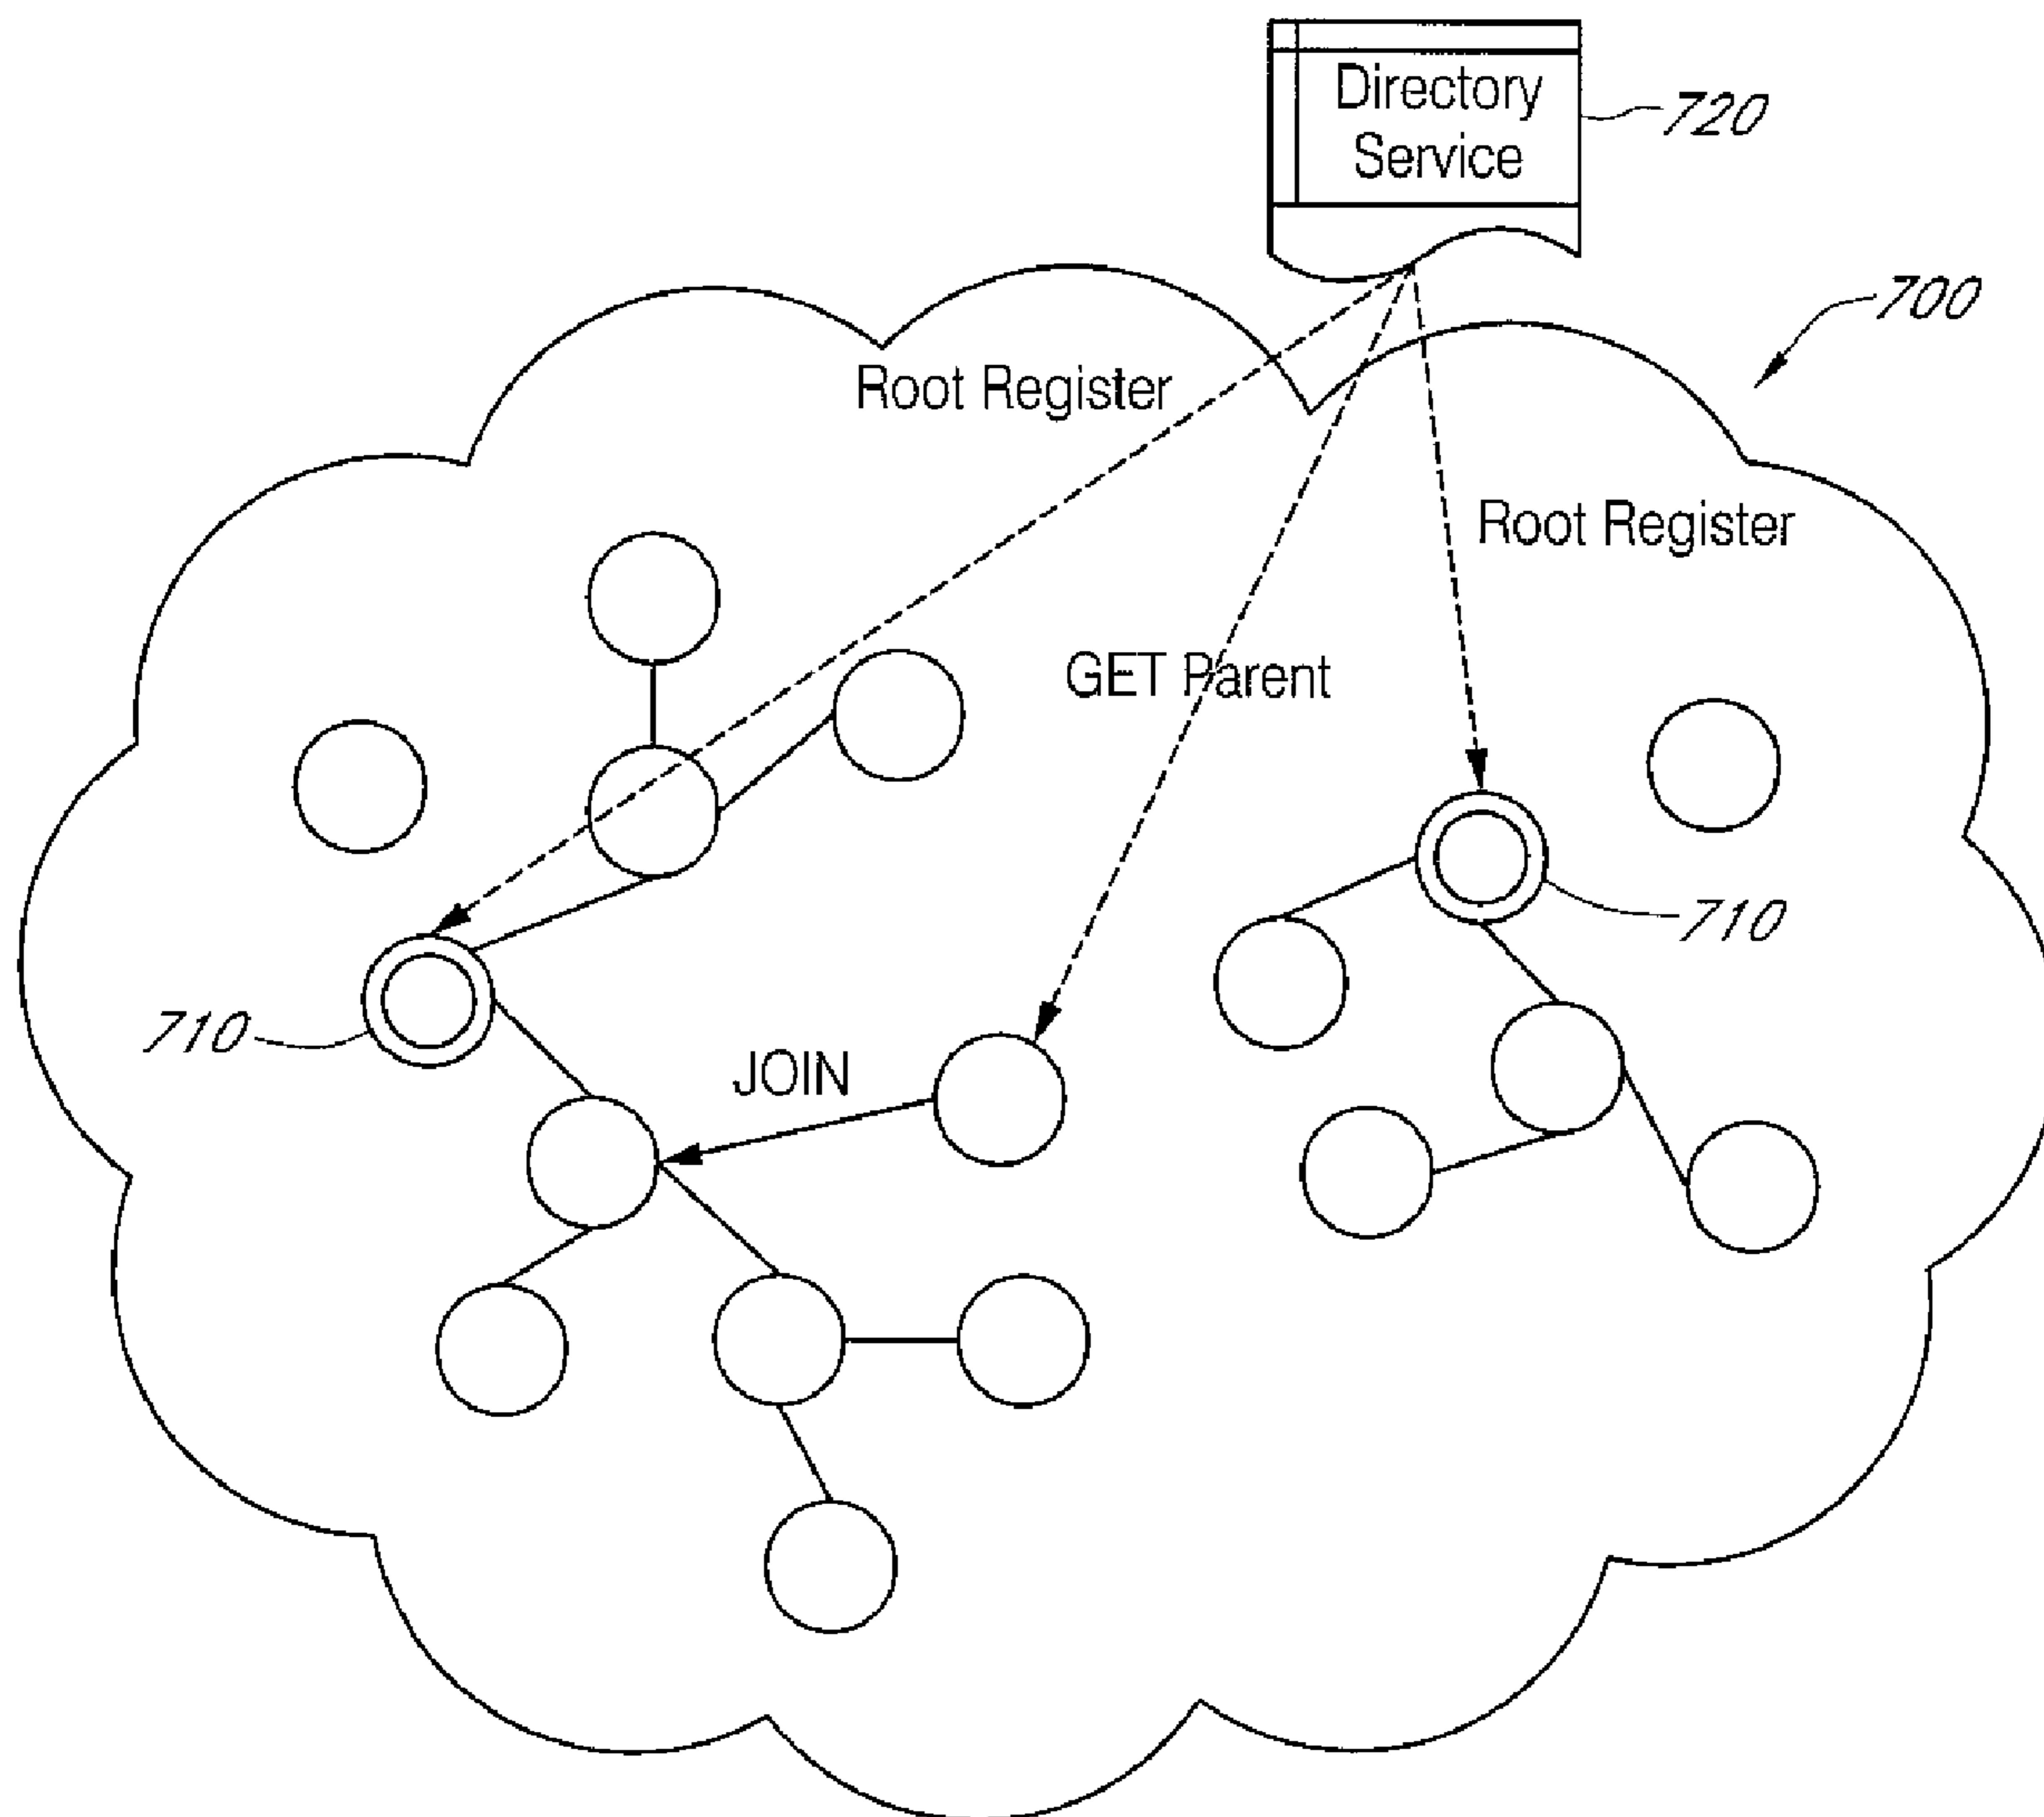 Directory
Service
720
700
Root Register
Root Register
GET Parent
710
710
JOIN